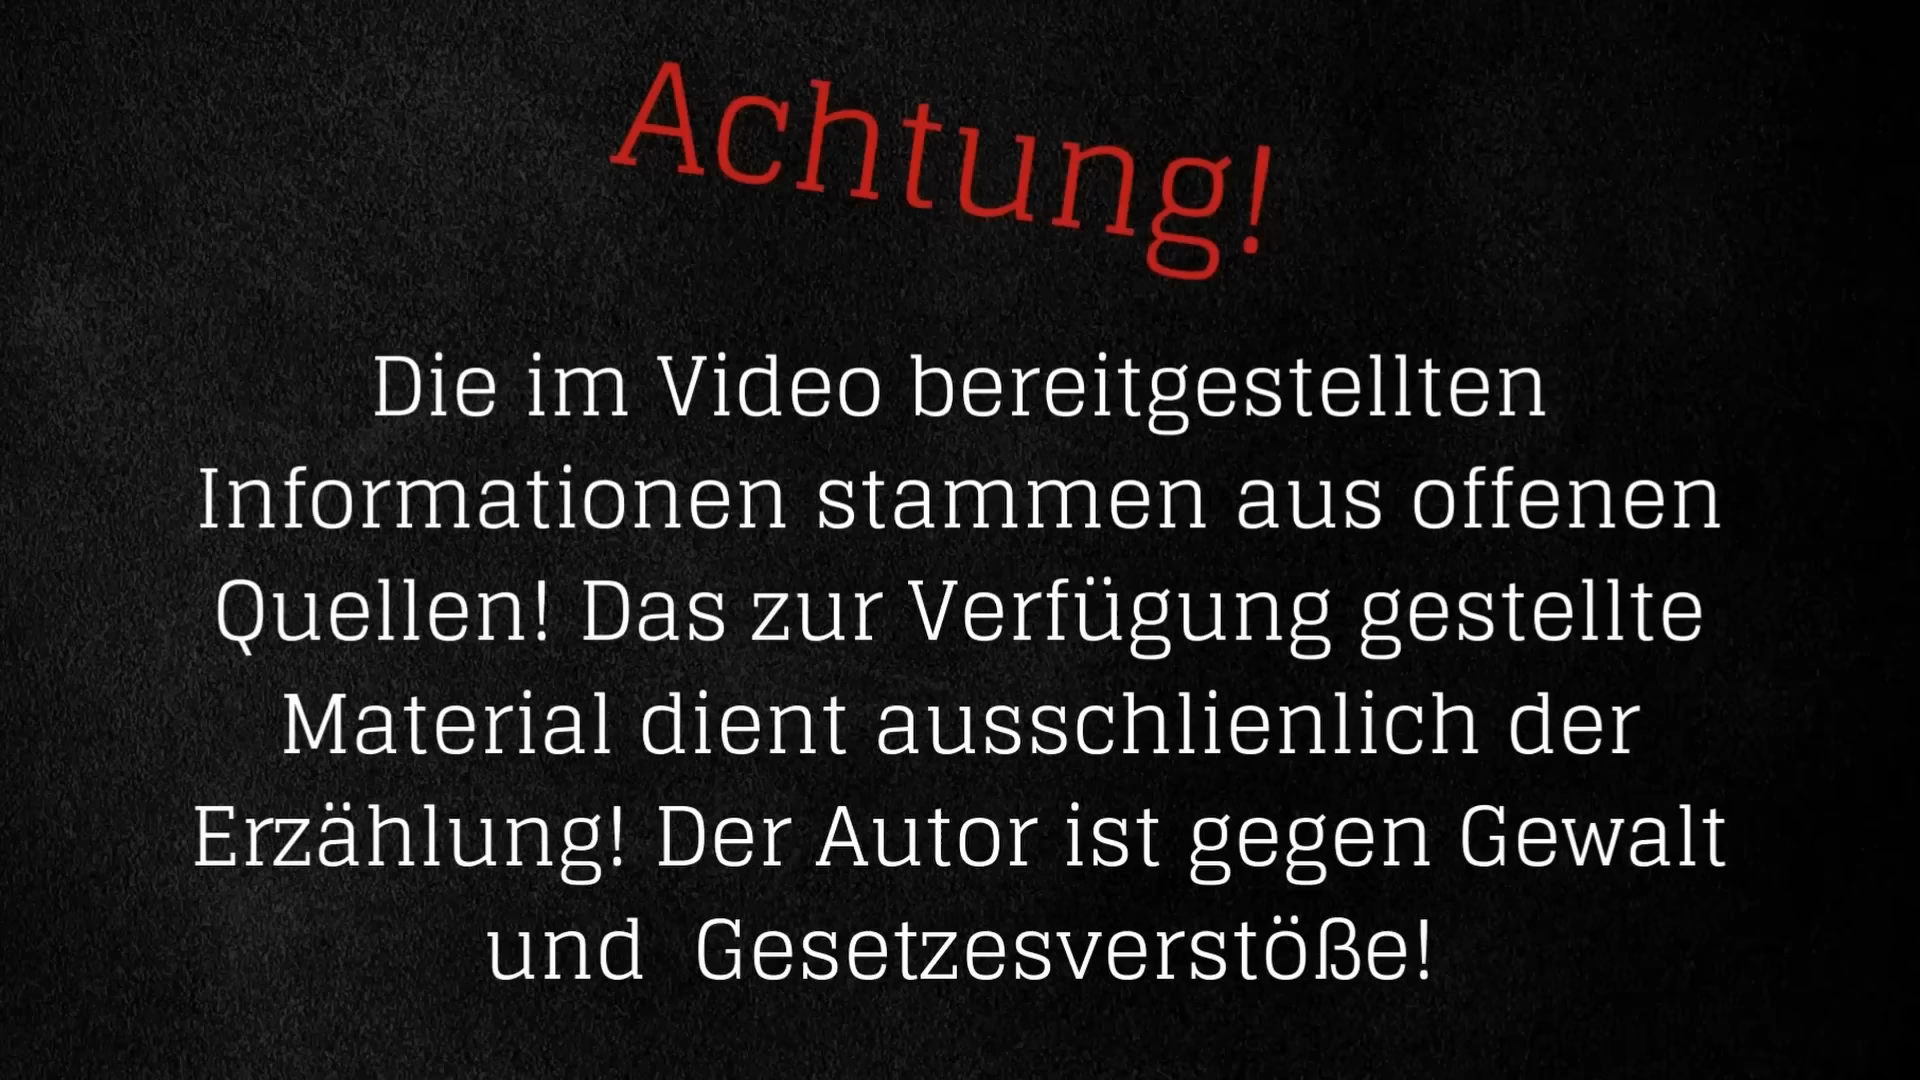 Achtung!
Die im Video bereitgestellten
Informationen stammen aus offenen
Quellen! Das zur Verfügung gestellte
Material dient ausschlienlich der
Erzählung! Der Autor ist gegen Gewalt
und  Gesetzesverstöße!